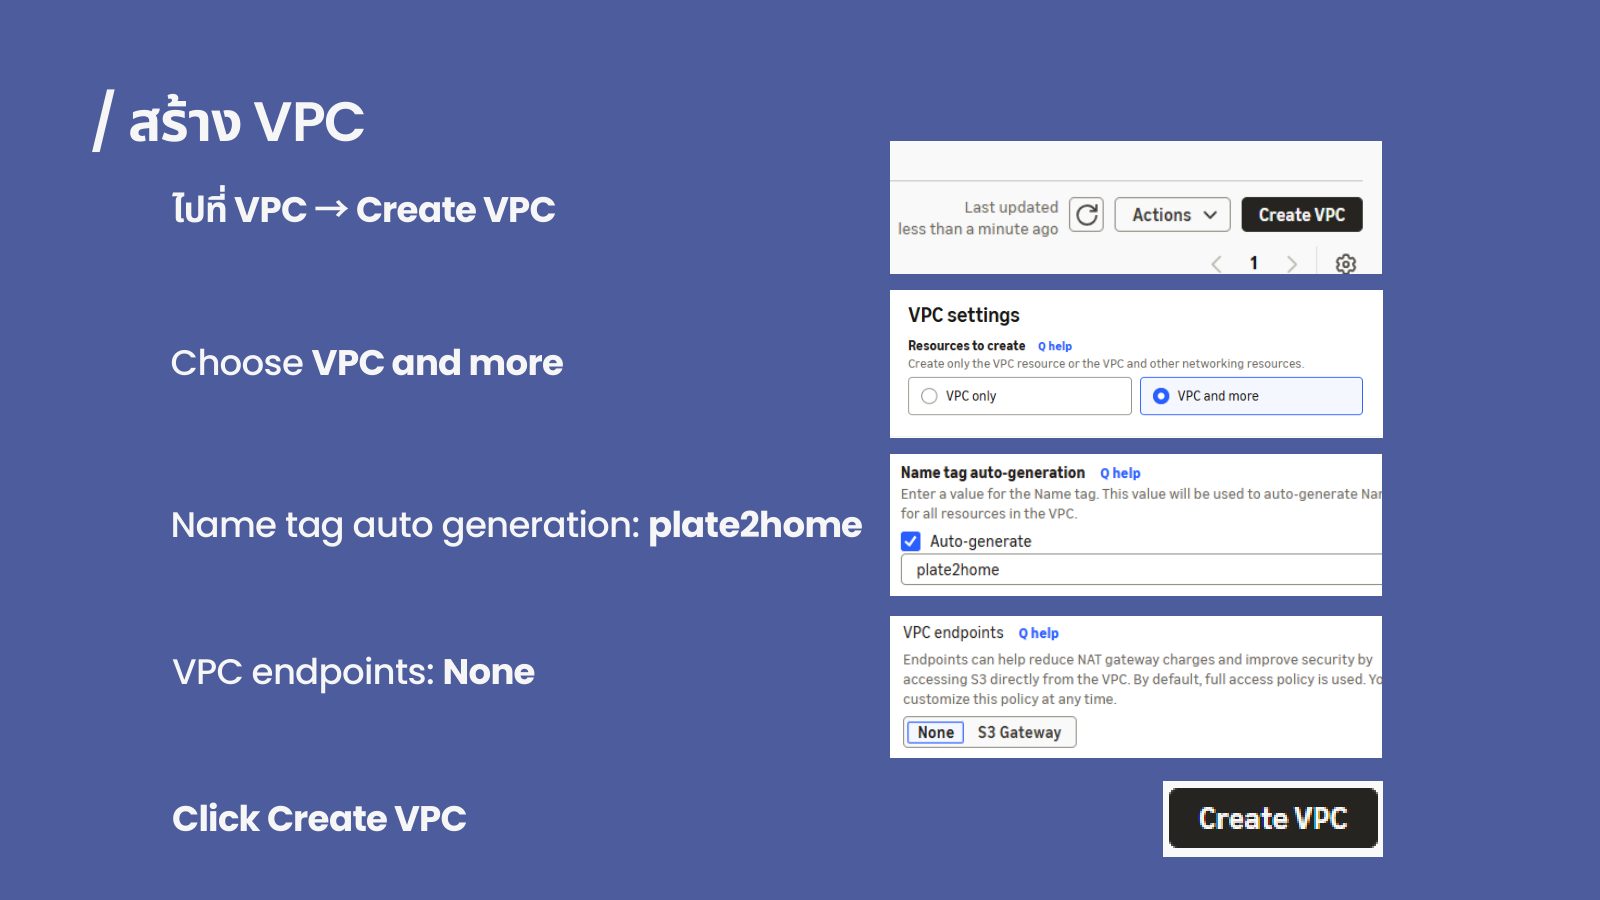 / สร้าง VPC
ไปที่ VPC → Create VPC
Last updated
less than a minute ago
Actions
Create VPC
1
Choose VPC and more
VPC settings
Resources to create Q help
Create only the VPC resource or the VPC and other networking resources.
VPC only
VPC and more
Name tag auto generation: plate2home
Name tag auto-generation Q help
Enter a value for the Name tag. This value will be used to auto-generate Nar
for all resources in the VPC.
Auto-generate
plate2home
VPC endpoints: None
VPC endpoints Q help
Endpoints can help reduce NAT gateway charges and improve security by
accessing S3 directly from the VPC. By default, full access policy is used. Yo
customize this policy at any time.
None S3 Gateway
Click Create VPC
Create VPC